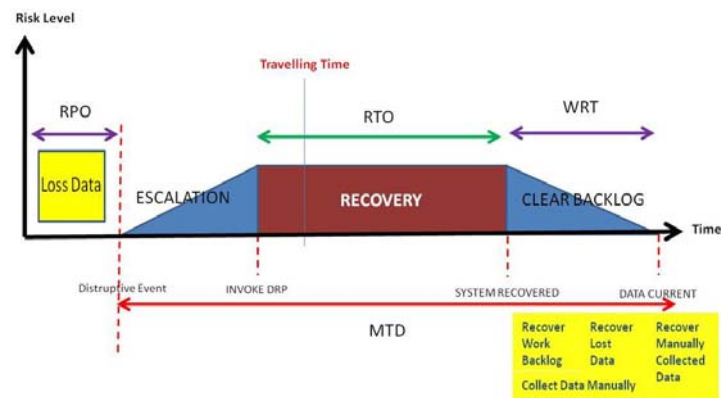 Risk Level
Travelling Time
RPO
RTO
WRT
Loss Data
ESCALATION
RECOVERY
CLEAR BACKLOG
Time
Distruptive Event
INVOKE DRP
SYSTEM RECOVERED
DATA CURRENT
MTD
Recover Recover Recover
Work Lost Manually
Backlog Data Collected
Data
Collect Data Manually